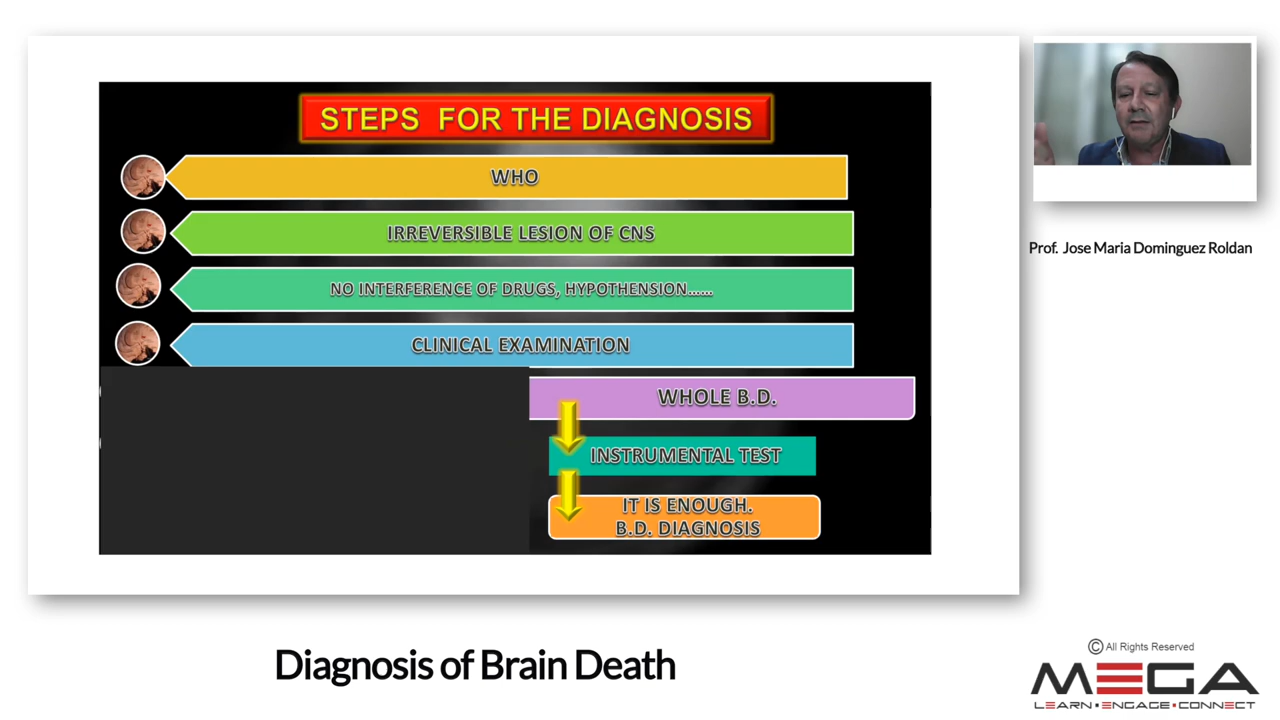 STEPS FOR THE DIAGNOSIS
WHO
IRREVERSIBLE LESION OF CNS
NO INTERFERENCE OF DRUGS, HYPOTHENSION......
CLINICAL EXAMINATION
WHOLE B.D.
INSTRUMENTAL TEST
IT IS ENOUGH.
B.D. DIAGNOSIS
Prof. Jose Maria Dominguez Roldan
Diagnosis of Brain Death
© All Rights Reserved
MEGA
LEARN • ENGAGE • CONNECT